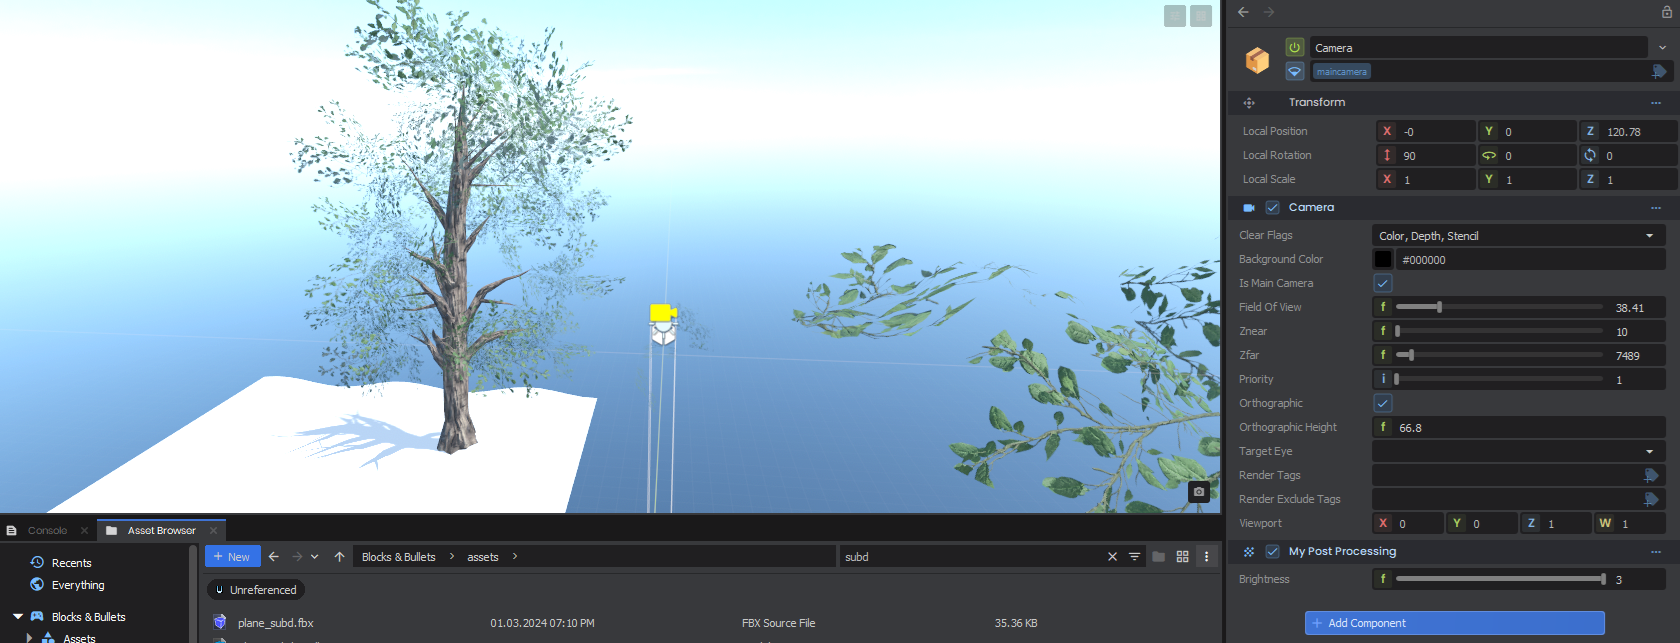 Camera
maincamera
Transform
Local Position X -0 Y 0 Z 120.78
Local Rotation 90 0 0
Local Scale X 1 Y 1 Z 1
Camera
Clear Flags Color, Depth, Stencil
Background Color #000000
Is Main Camera
Field Of View f 38.41
Znear f 10
Zfar f 7489
Priority i 1
Orthographic
Orthographic Height f 66.8
Target Eye
Render Tags
Render Exclude Tags
Viewport X 0 Y 0 Z 1 W 1
My Post Processing
Brightness f 3
+ Add Component
Console
Asset Browser
Recents
Everything
Blocks & Bullets
Assets
+ New
Blocks & Bullets > assets >
subd
Unreferenced
plane_subd.fbx 01.03.2024 07:10 PM FBX Source File 35.36 KB